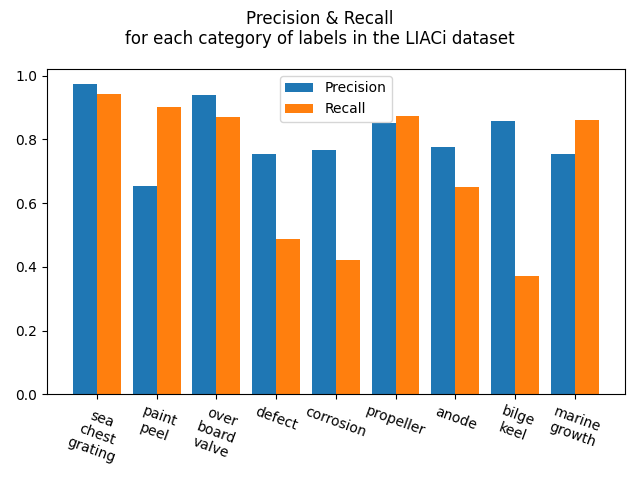 Precision & Recall
for each category of labels in the LIACi dataset
Precision
Recall
1.0
0.8
0.6
0.4
0.2
0.0
sea
chest
grating
paint
peel
over
board
valve
defect
corrosion
propeller
anode
bilge
keel
marine
growth